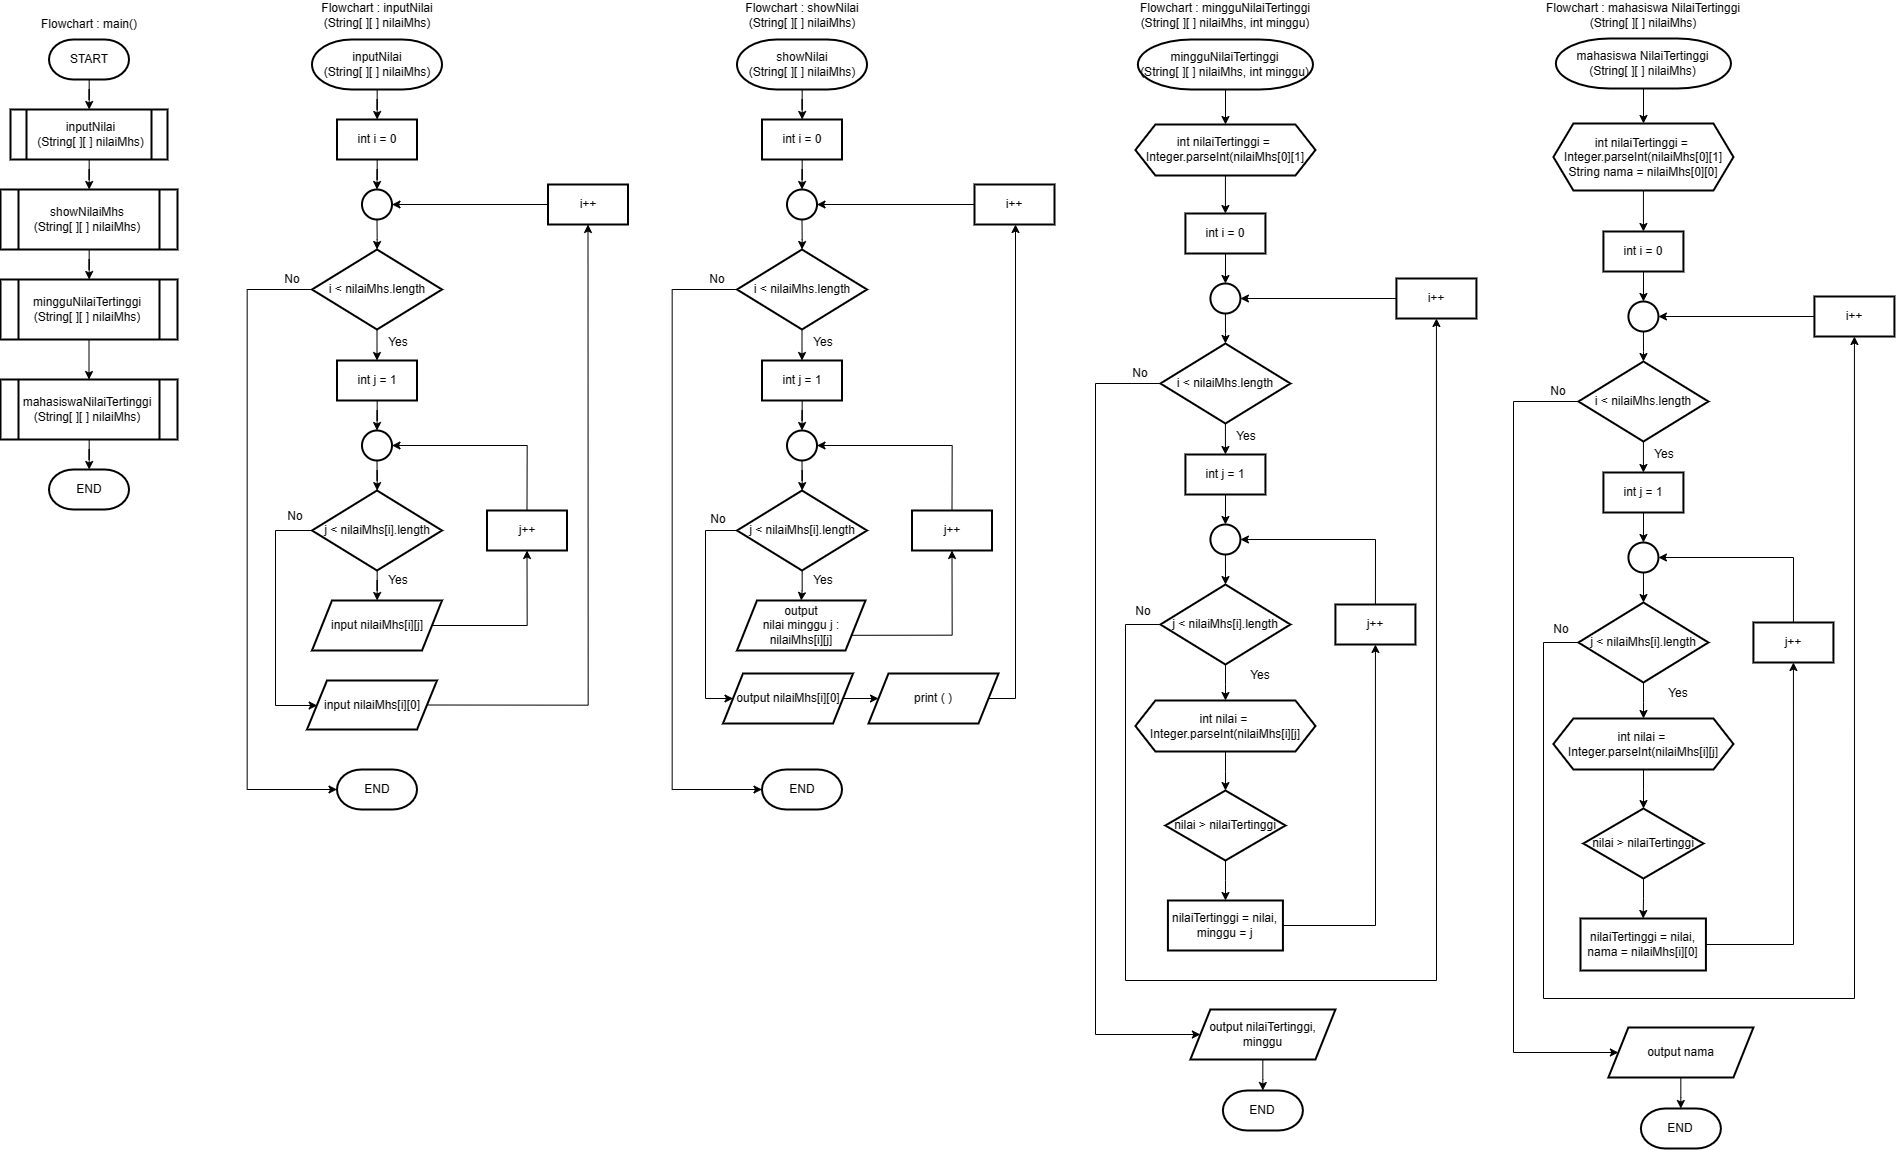 Flowchart : main()
START
inputNilai
(String[ ][ ] nilaiMhs)
showNilaiMhs
(String[ ][ ] nilaiMhs)
mingguNilaiTertinggi
(String[ ][ ] nilaiMhs)
mahasiswaNilaiTertinggi
(String[ ][ ] nilaiMhs)
END
Flowchart : inputNilai
(String[ ][ ] nilaiMhs)
inputNilai
(String[ ][ ] nilaiMhs)
int i = 0
i++
No
i < nilaiMhs.length
Yes
int j = 1
No
j < nilaiMhs[i].length
j++
Yes
input nilaiMhs[i][j]
input nilaiMhs[i][0]
END
Flowchart : showNilai
(String[ ][ ] nilaiMhs)
showNilai
(String[ ][ ] nilaiMhs)
int i = 0
i++
No
i < nilaiMhs.length
Yes
int j = 1
No
j < nilaiMhs[i].length
j++
Yes
output
nilai minggu j :
nilaiMhs[i][j]
output nilaiMhs[i][0]
print ( )
END
Flowchart : mingguNilaiTertinggi
(String[ ][ ] nilaiMhs, int minggu)
mingguNilaiTertinggi
(String[ ][ ] nilaiMhs, int minggu)
int nilaiTertinggi =
Integer.parseInt(nilaiMhs[0][1]
int i = 0
i++
No
i < nilaiMhs.length
Yes
int j = 1
No
j < nilaiMhs[i].length
j++
Yes
int nilai =
Integer.parseInt(nilaiMhs[i][j]
nilai > nilaiTertinggi
nilaiTertinggi = nilai,
minggu = j
output nilaiTertinggi,
minggu
END
Flowchart : mahasiswa NilaiTertinggi
(String[ ][ ] nilaiMhs)
mahasiswa NilaiTertinggi
(String[ ][ ] nilaiMhs)
int nilaiTertinggi =
Integer.parseInt(nilaiMhs[0][1]
String nama = nilaiMhs[0][0]
int i = 0
i++
No
i < nilaiMhs.length
Yes
int j = 1
No
j < nilaiMhs[i].length
j++
Yes
int nilai =
Integer.parseInt(nilaiMhs[i][j]
nilai > nilaiTertinggi
nilaiTertinggi = nilai,
nama = nilaiMhs[i][0]
output nama
END